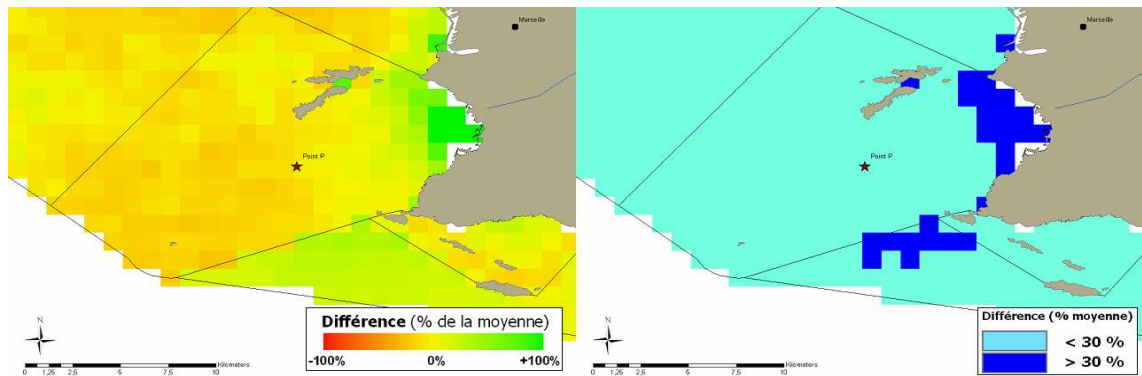 Marseille
Point P
Différence (% de la moyenne)
-100% 0% +100%
N
0 1,25 2,5 5 7,5 10
Kilometers
Marseille
Point P
Différence (% moyenne)
< 30 %
> 30 %
N
0 1,25 2,5 5 7,5 10
Kilometers